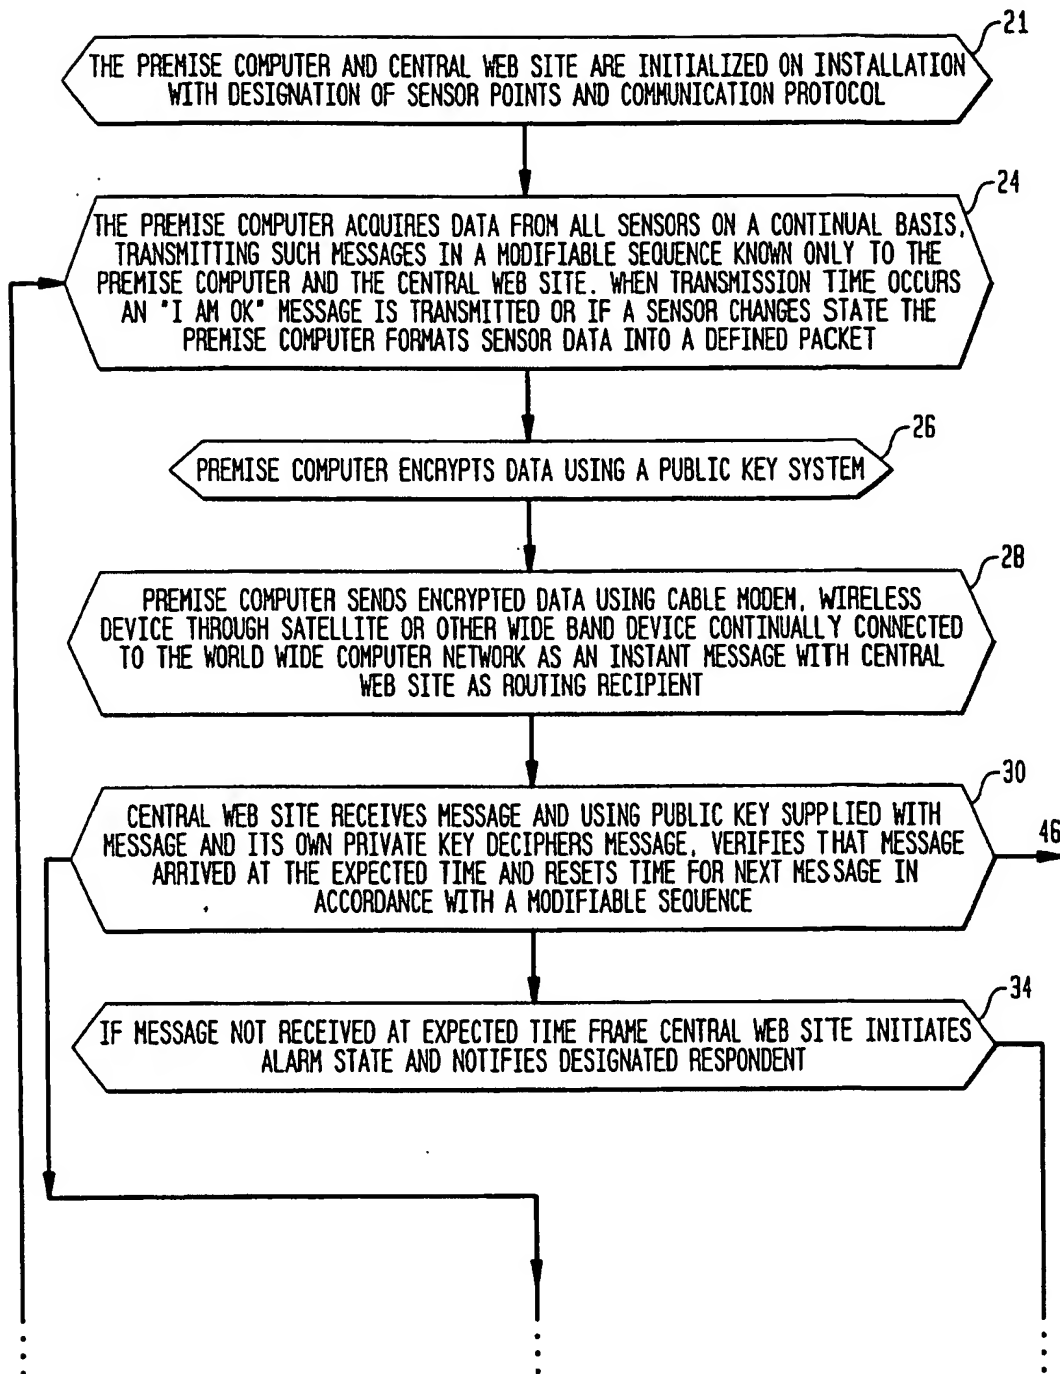 21
THE PREMISE COMPUTER AND CENTRAL WEB SITE ARE INITIALIZED ON INSTALLATION
WITH DESIGNATION OF SENSOR POINTS AND COMMUNICATION PROTOCOL
24
THE PREMISE COMPUTER ACQUIRES DATA FROM ALL SENSORS ON A CONTINUAL BASIS,
TRANSMITTING SUCH MESSAGES IN A MODIFIABLE SEQUENCE KNOWN ONLY TO THE
PREMISE COMPUTER AND THE CENTRAL WEB SITE. WHEN TRANSMISSION TIME OCCURS
AN "I AM OK" MESSAGE IS TRANSMITTED OR IF A SENSOR CHANGES STATE THE
PREMISE COMPUTER FORMATS SENSOR DATA INTO A DEFINED PACKET
26
PREMISE COMPUTER ENCRYPTS DATA USING A PUBLIC KEY SYSTEM
28
PREMISE COMPUTER SENDS ENCRYPTED DATA USING CABLE MODEM, WIRELESS
DEVICE THROUGH SATELLITE OR OTHER WIDE BAND DEVICE CONTINUALLY CONNECTED
TO THE WORLD WIDE COMPUTER NETWORK AS AN INSTANT MESSAGE WITH CENTRAL
WEB SITE AS ROUTING RECIPIENT
30
CENTRAL WEB SITE RECEIVES MESSAGE AND USING PUBLIC KEY SUPPLIED WITH
MESSAGE AND ITS OWN PRIVATE KEY DECIPHERS MESSAGE, VERIFIES THAT MESSAGE
ARRIVED AT THE EXPECTED TIME AND RESETS TIME FOR NEXT MESSAGE IN
ACCORDANCE WITH A MODIFIABLE SEQUENCE
46
34
IF MESSAGE NOT RECEIVED AT EXPECTED TIME FRAME CENTRAL WEB SITE INITIATES
ALARM STATE AND NOTIFIES DESIGNATED RESPONDENT